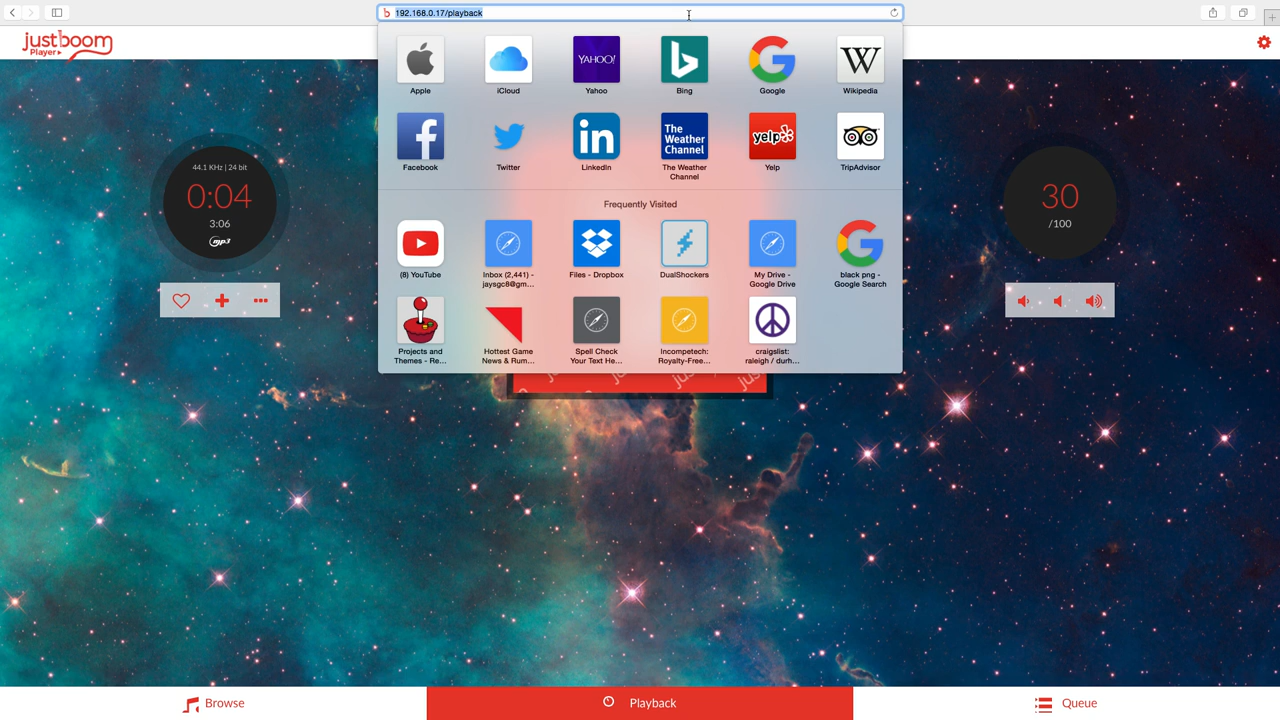 192.168.0.17/playback
justboom
Player
Apple
iCloud
YAHOO!
Yahoo
Bing
Google
W
Wikipedia
Facebook
Twitter
in
LinkedIn
The
Weather
Channel
The Weather
Channel
yelp
Yelp
TripAdvisor
Frequently Visited
(8) YouTube
Inbox (2,441) -
jaysgc8@gm...
Files - Dropbox
DualShockers
My Drive -
Google Drive
black png -
Google Search
Projects and
Themes - Re...
Hottest Game
News & Rum...
Spell Check
Your Text He...
Incompetech:
Royalty-Free...
craigslist:
raleigh / durh...
44.1 KHz | 24 bit
0:04
3:06
mp3
30
/100
just
just
just
Browse
Playback
Queue